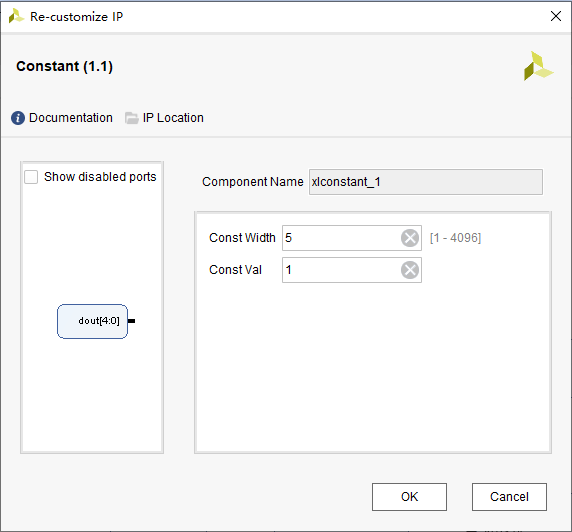 Re-customize IP
Constant (1.1)
Documentation IP Location
Show disabled ports
dout[4:0]
Component Name xlconstant_1
Const Width 5 [1 - 4096]
Const Val 1
OK Cancel